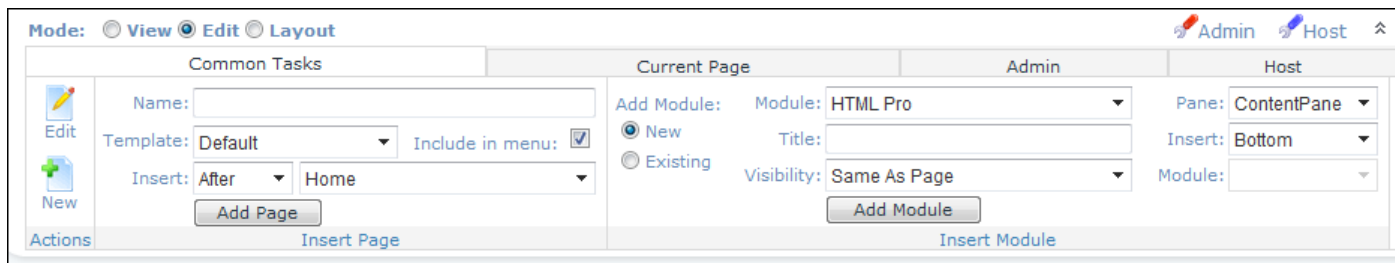 Mode: View Edit Layout Admin Host
Common Tasks Current Page Admin Host
Name: Add Module: Module: HTML Pro Pane: ContentPane
Edit New Title: Insert: Bottom
Template: Default Include in menu:
Existing
Insert: After Home Visibility: Same As Page Module:
New Add Page Add Module
Actions Insert Page Insert Module